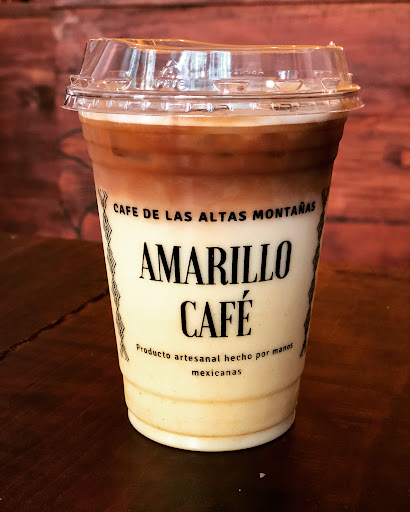 CAFE DE LAS ALTAS MONTAÑAS
AMARILLO
CAFÉ
Producto artesanal hecho por manos
mexicanas